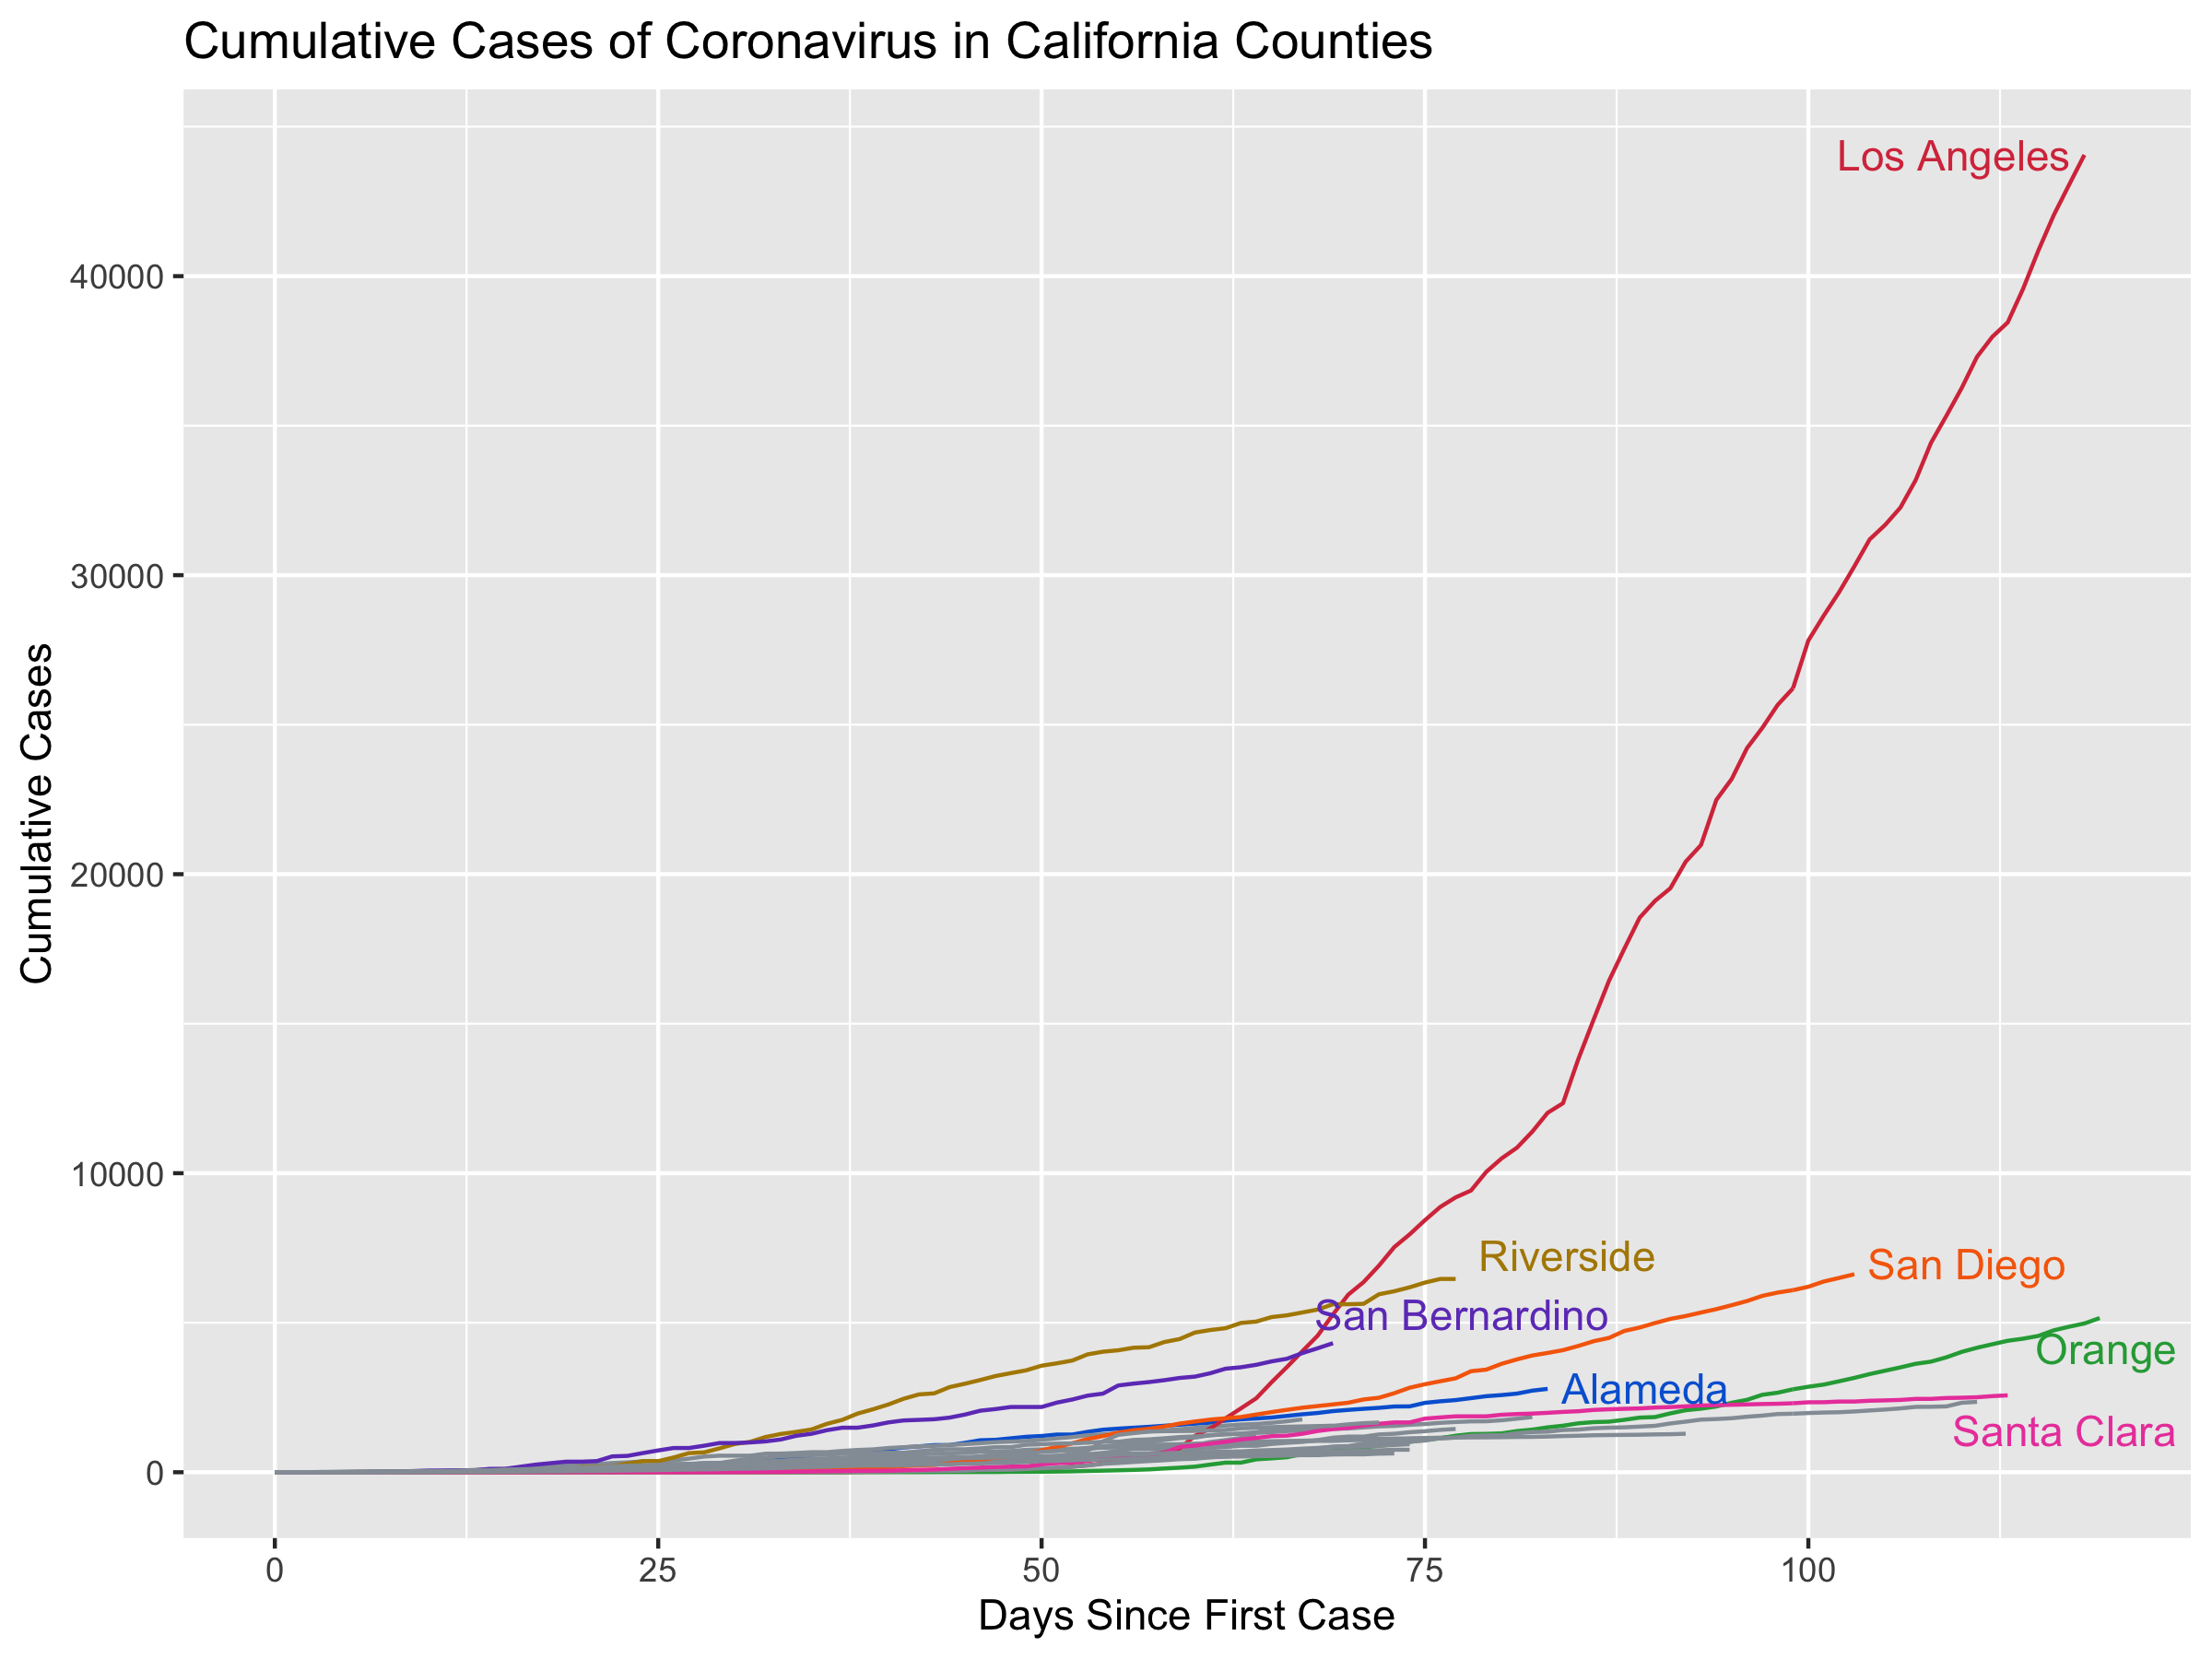 Cumulative Cases of Coronavirus in California Counties
Los Angeles
40000
30000
Cumulative Cases
20000
10000
Riverside
San Diego
San Bernardino
Orange
Alameda
Santa Clara
0
0 25 50 75 100
Days Since First Case